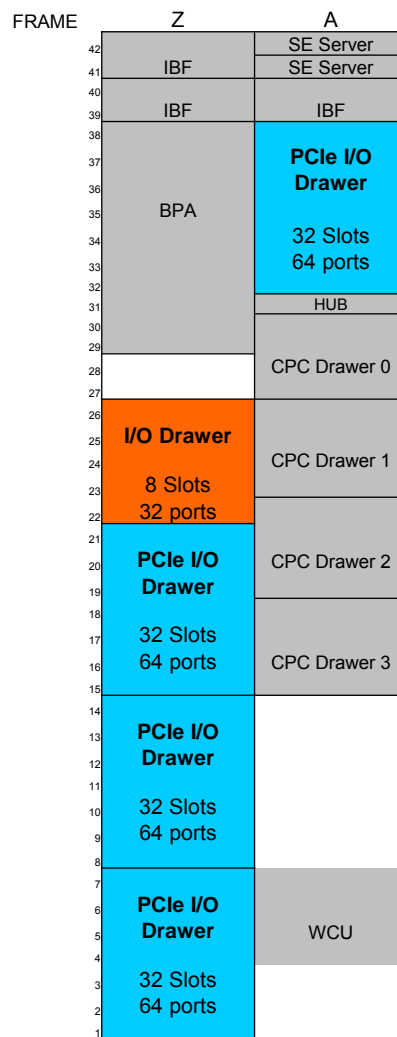 FRAME Z A
42 SE Server
41 IBF SE Server
40
39 IBF IBF
38
37 PCIe I/O
36 Drawer
35 BPA
34 32 Slots
33 64 ports
32
31 HUB
30
29
28 CPC Drawer 0
27
26
25 I/O Drawer
24 CPC Drawer 1
23 8 Slots
22 32 ports
21
20 PCIe I/O CPC Drawer 2
19 Drawer
18
17 32 Slots
16 64 ports CPC Drawer 3
15
14
13 PCIe I/O
12 Drawer
11
10 32 Slots
9 64 ports
8
7
6 PCIe I/O
5 Drawer WCU
4
3 32 Slots
2 64 ports
1